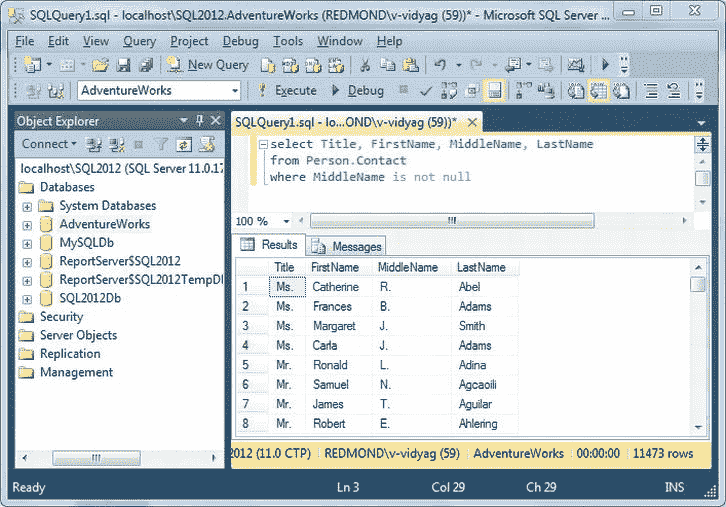 SQLQuery1.sql - localhost\SQL2012.AdventureWorks (REDMOND\v-vidyag (59))* - Microsoft SQL Server ...
File Edit View Query Project Debug Tools Window Help
New Query
AdventureWorks
Execute Debug
Object Explorer
Connect
localhost\SQL2012 (SQL Server 11.0.17
Databases
System Databases
AdventureWorks
MySQLDb
ReportServer$SQL2012
ReportServer$SQL2012TempDI
SQL2012Db
Security
Server Objects
Replication
Management
SQLQuery1.sql - lo...OND\v-vidyag (59))*
select Title, FirstName, MiddleName, LastName
from Person.Contact
where MiddleName is not null
100 %
Results Messages
Title FirstName MiddleName LastName
1 Ms. Catherine R. Abel
2 Ms. Frances B. Adams
3 Ms. Margaret J. Smith
4 Ms. Carla J. Adams
5 Mr. Ronald L. Adina
6 Mr. Samuel N. Agcaoili
7 Mr. James T. Aguilar
8 Mr. Robert E. Ahlering
2012 (11.0 CTP) REDMOND\v-vidyag (59) AdventureWorks 00:00:00 11473 rows
Ready Ln 3 Col 29 Ch 29 INS